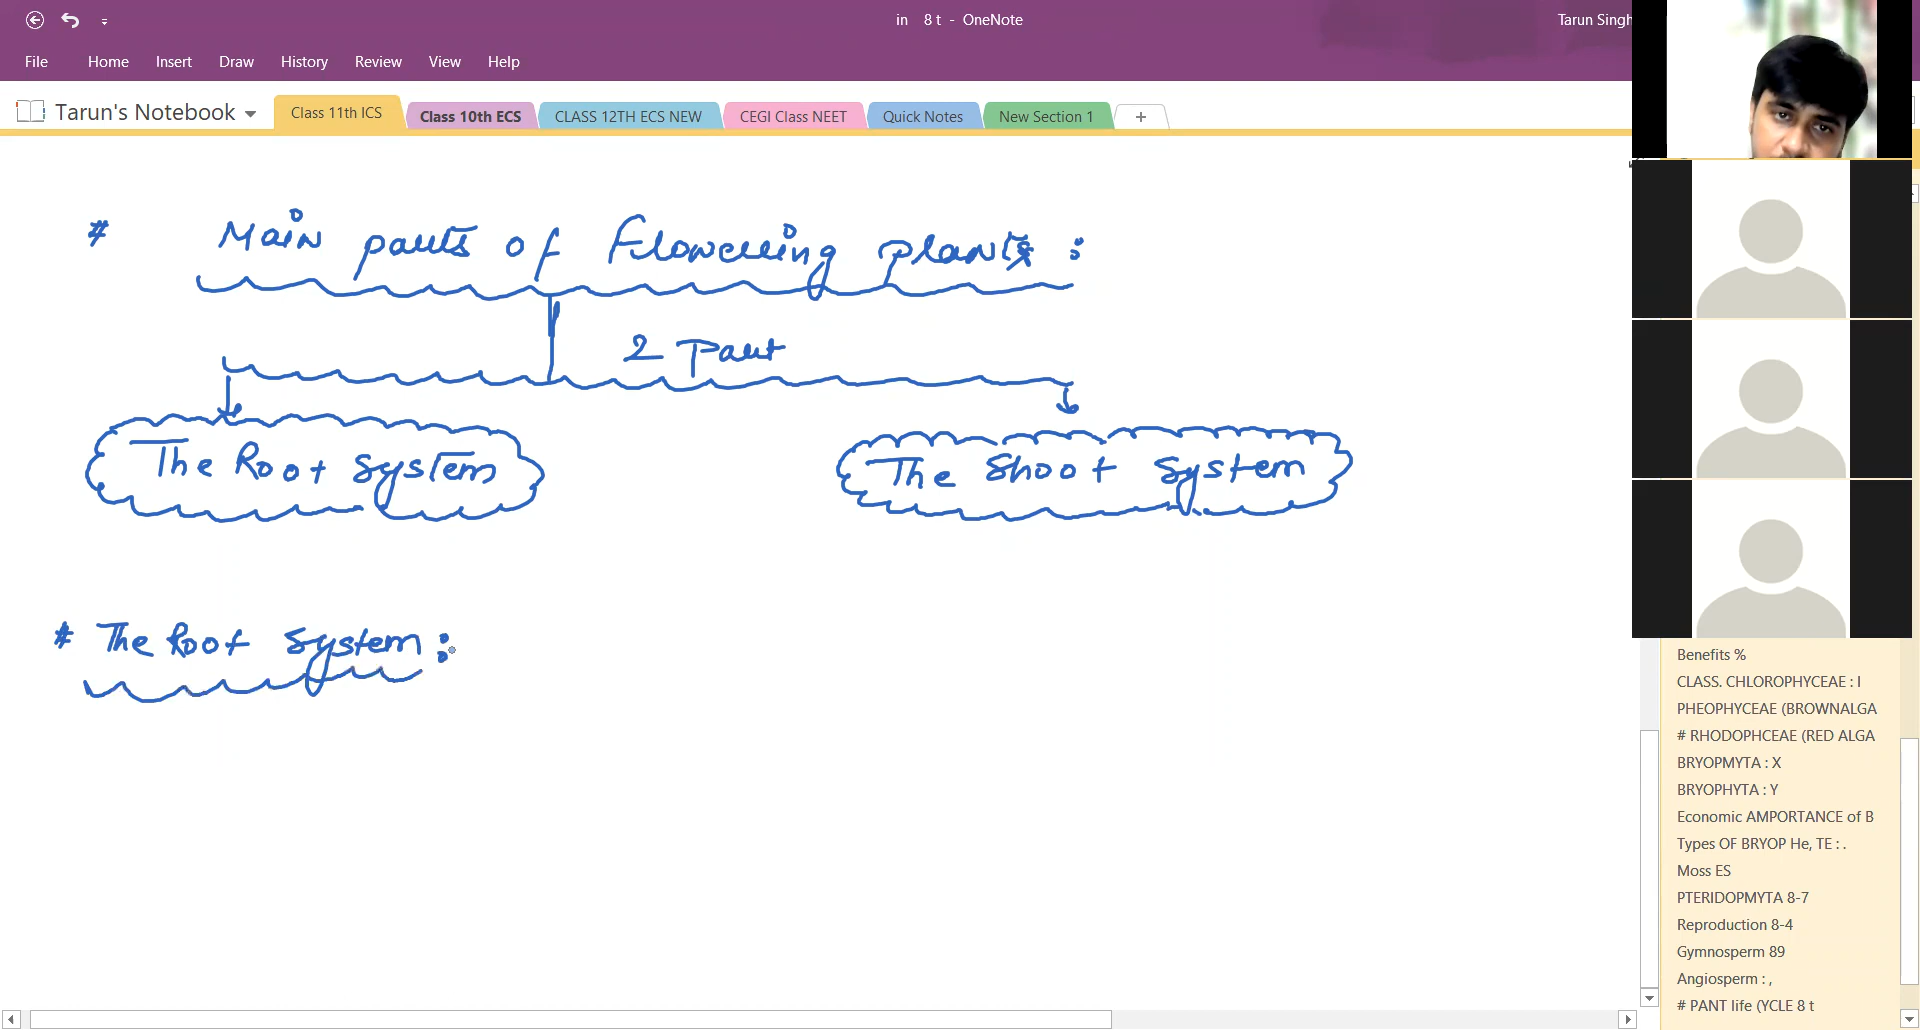 in 8 t - OneNote
Tarun Singh
File Home Insert Draw History Review View Help
Tarun's Notebook
Class 11th ICS
Class 10th ECS
CLASS 12TH ECS NEW
CEGI Class NEET
Quick Notes
New Section 1
+
# Main parts of Flowering plants :
2 Part
The Root System
The Shoot System
# The Root System :
Benefits %
CLASS. CHLOROPHYCEAE : I
PHEOPHYCEAE (BROWNALGA
# RHODOPHCEAE (RED ALGA
BRYOPMYTA : X
BRYOPHYTA : Y
Economic AMPORTANCE of B
Types OF BRYOP He, TE : .
Moss ES
PTERIDOPMYTA 8-7
Reproduction 8-4
Gymnosperm 89
Angiosperm : ,
# PANT life (YCLE 8 t